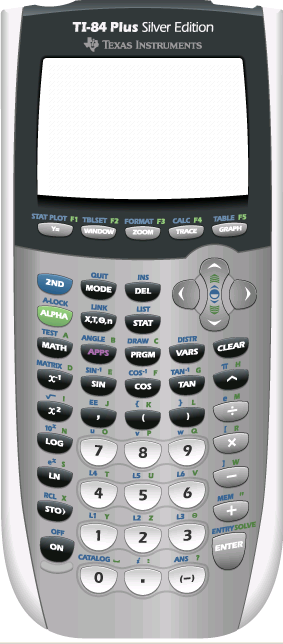 TI-84 Plus Silver Edition
TEXAS INSTRUMENTS
STAT PLOT F1 TBLSET F2 FORMAT F3 CALC F4 TABLE F5
Y= WINDOW ZOOM TRACE GRAPH
QUIT INS
2ND MODE DEL
A-LOCK LINK LIST
ALPHA X,T,Θ,n STAT
TEST A ANGLE B DRAW C DISTR
MATH APPS PRGM VARS CLEAR
MATRIX D SIN⁻¹ E COS⁻¹ F TAN⁻¹ G π H
x⁻¹ SIN COS TAN ^
√ I EE J { K } L e M
x² , ( ) ÷
10ˣ N u O v P w Q [ R
LOG 7 8 9 ×
eˣ S L4 T L5 U L6 V ] W
LN 4 5 6 −
RCL X L1 Y L2 Z L3 Θ MEM "
STO› 1 2 3 +
OFF CATALOG ␣ i : ANS ? ENTRY SOLVE
ON 0 . (−) ENTER